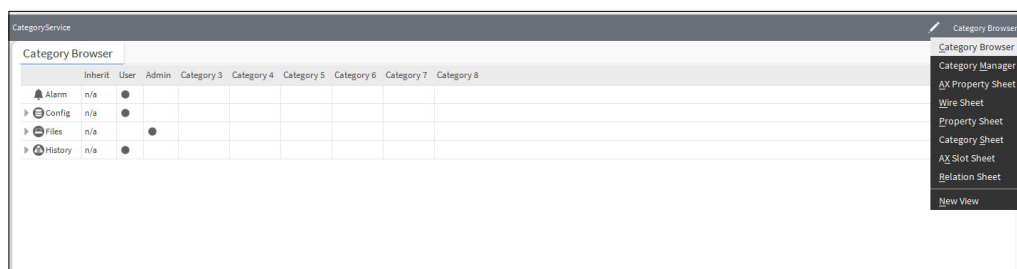 CategoryService
Category Browser
Category Browser
Inherit User Admin Category 3 Category 4 Category 5 Category 6 Category 7 Category 8
Alarm n/a
Config n/a
Files n/a
History n/a
Category Browser
Category Manager
AX Property Sheet
Wire Sheet
Property Sheet
Category Sheet
AX Slot Sheet
Relation Sheet
New View